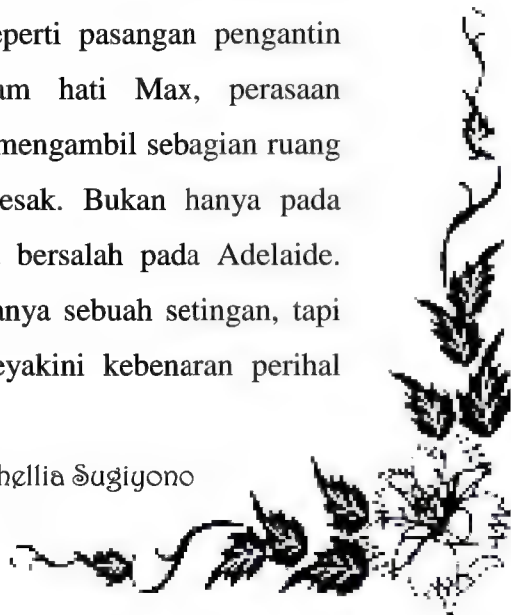 eperti pasangan pengantin
am hati Max, perasaan
mengambil sebagian ruang
esak. Bukan hanya pada
bersalah pada Adelaide.
anya sebuah setingan, tapi
eyakini kebenaran perihal
hellia Sugiyono